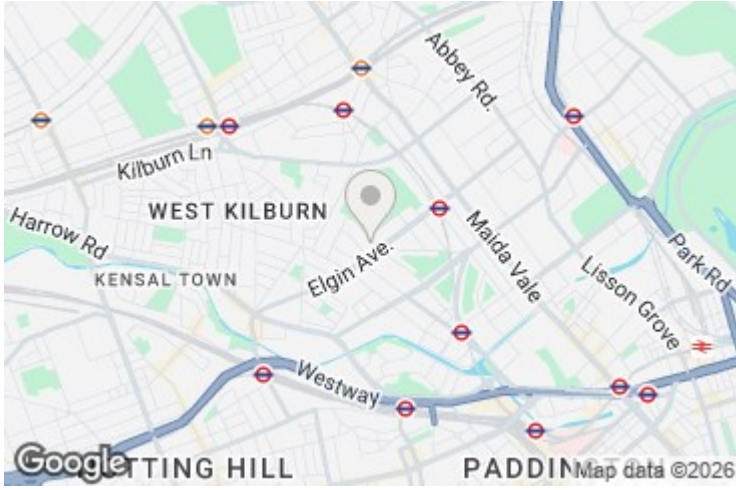 Abbey Rd.
Kilburn Ln
WEST KILBURN
Harrow Rd
Maida Vale
Park Rd
Elgin Ave.
KENSAL TOWN
Lisson Grove
Westway
Google
TTING HILL
PADDIN
Map data ©2026